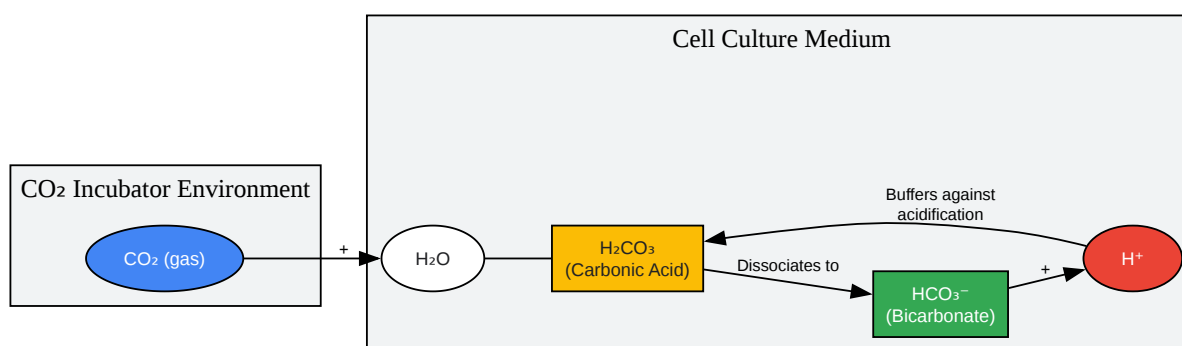 Cell Culture Medium
CO₂ Incubator Environment
CO₂ (gas)
+
H₂O
H₂CO₃
(Carbonic Acid)
Dissociates to
Buffers against
acidification
HCO₃⁻
(Bicarbonate)
+
H⁺